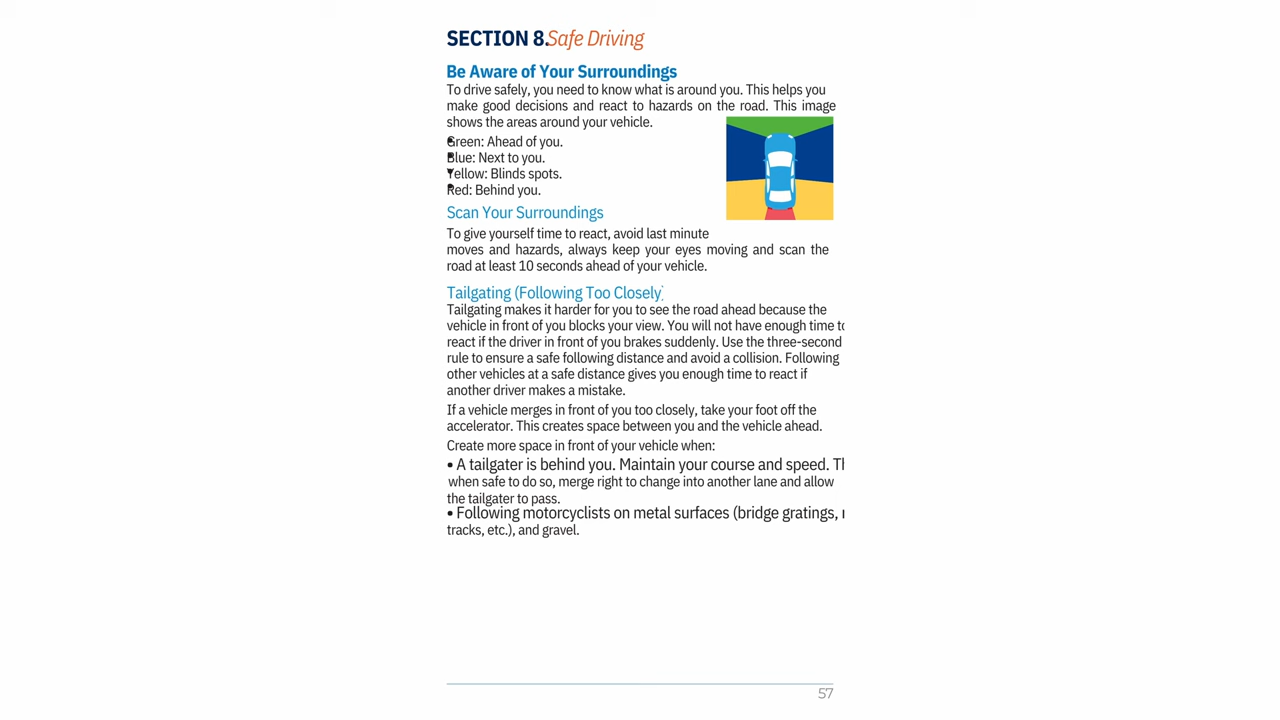 SECTION 8. Safe Driving
Be Aware of Your Surroundings
To drive safely, you need to know what is around you. This helps you
make good decisions and react to hazards on the road. This image
shows the areas around your vehicle.
• Green: Ahead of you.
• Blue: Next to you.
• Yellow: Blinds spots.
• Red: Behind you.
Scan Your Surroundings
To give yourself time to react, avoid last minute
moves and hazards, always keep your eyes moving and scan the
road at least 10 seconds ahead of your vehicle.
Tailgating (Following Too Closely)
Tailgating makes it harder for you to see the road ahead because the
vehicle in front of you blocks your view. You will not have enough time to
react if the driver in front of you brakes suddenly. Use the three-second
rule to ensure a safe following distance and avoid a collision. Following
other vehicles at a safe distance gives you enough time to react if
another driver makes a mistake.
If a vehicle merges in front of you too closely, take your foot off the
accelerator. This creates space between you and the vehicle ahead.
Create more space in front of your vehicle when:
• A tailgater is behind you. Maintain your course and speed.
when safe to do so, merge right to change into another lane and allow
the tailgater to pass.
• Following motorcyclists on metal surfaces (bridge gratings,
tracks, etc.), and gravel.
57